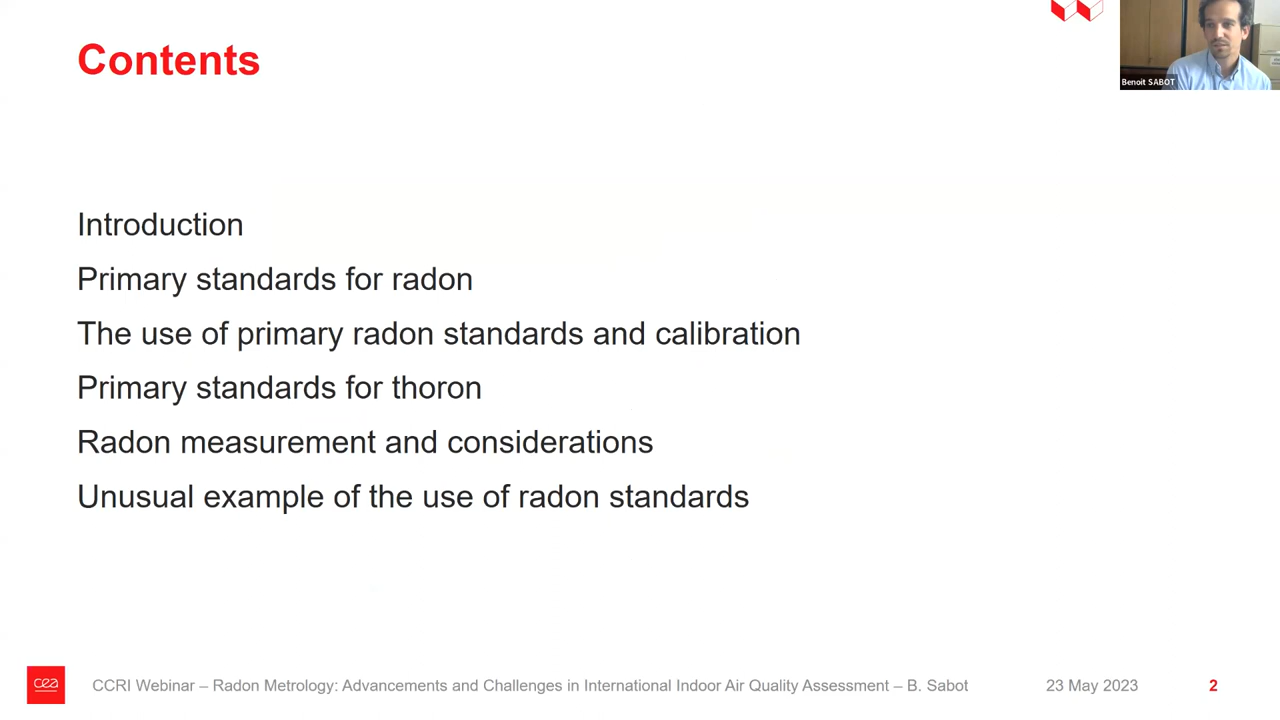 Contents
Benoit SABOT
Introduction
Primary standards for radon
The use of primary radon standards and calibration
Primary standards for thoron
Radon measurement and considerations
Unusual example of the use of radon standards
cea
CCRI Webinar – Radon Metrology: Advancements and Challenges in International Indoor Air Quality Assessment – B. Sabot
23 May 2023
2